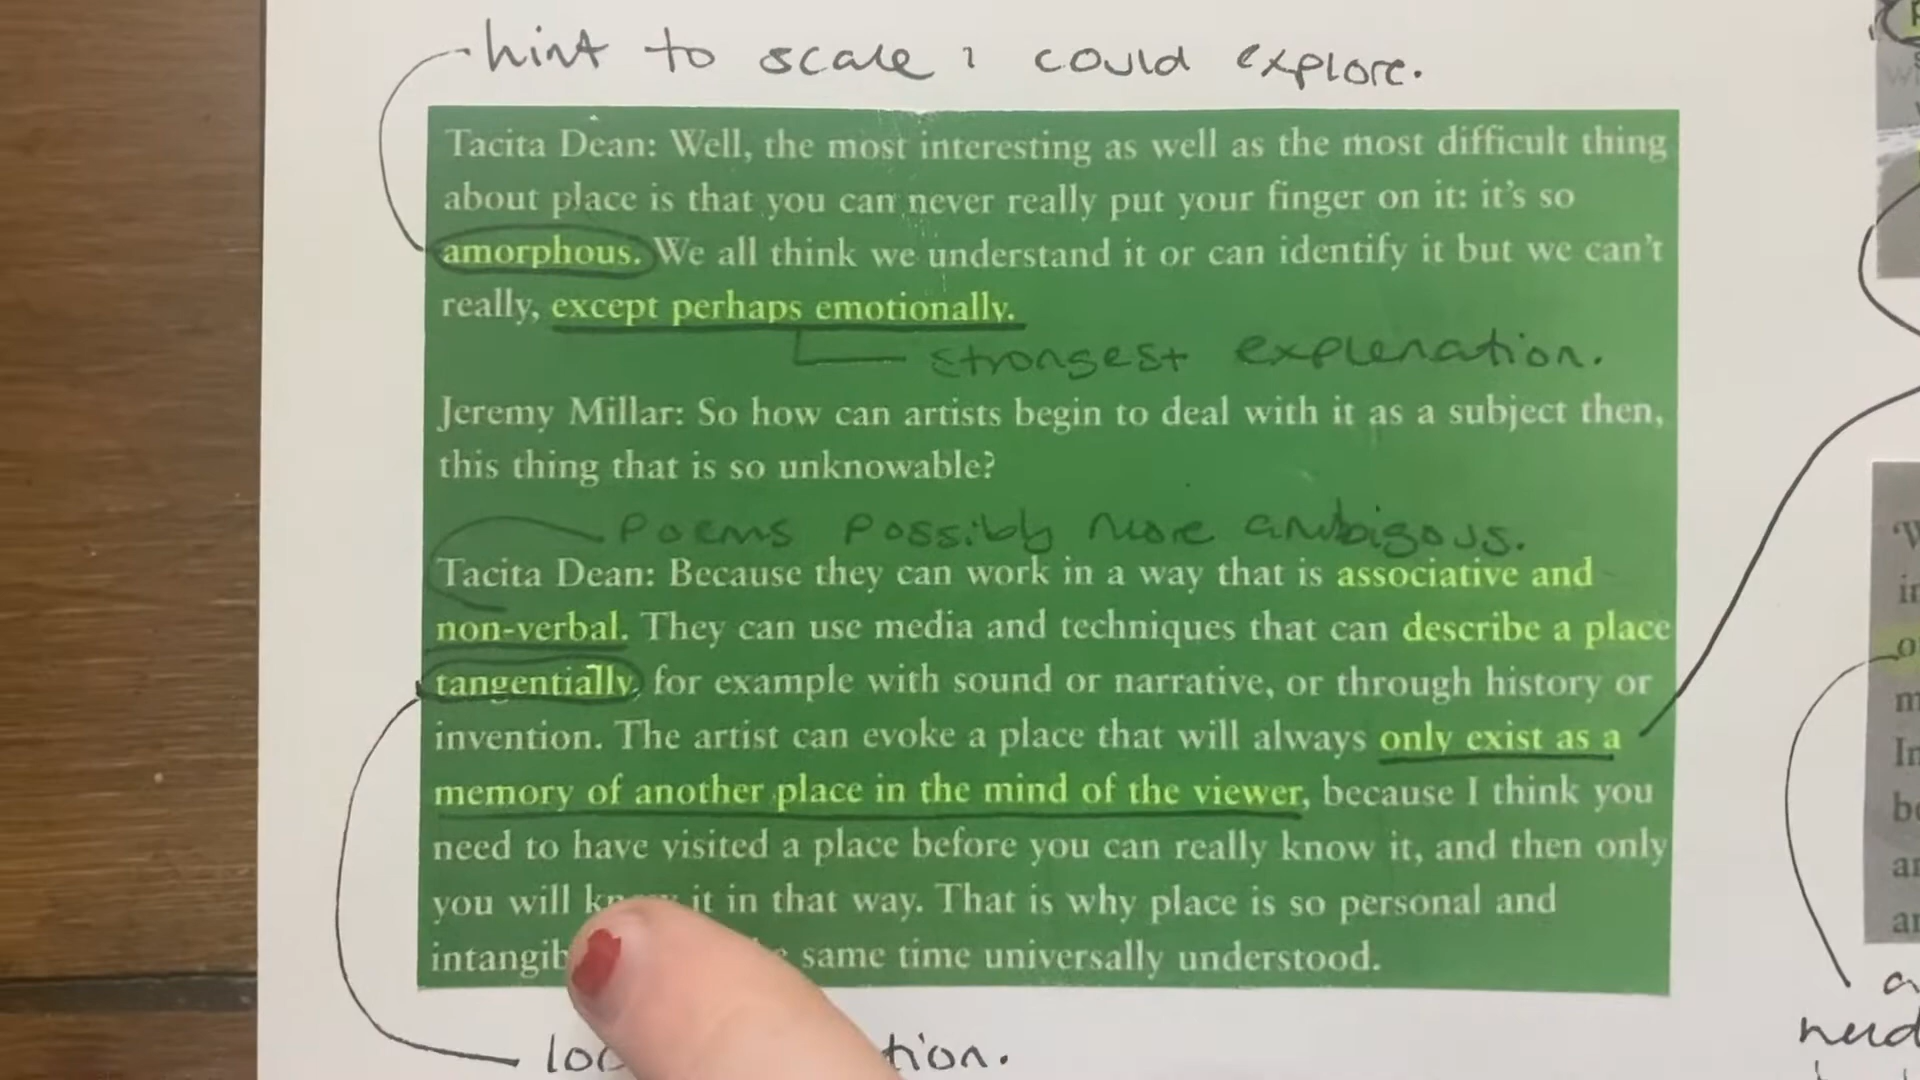 hint to scale i could explore.
Tacita Dean: Well, the most interesting as well as the most difficult thing
about place is that you can never really put your finger on it: it's so
amorphous. We all think we understand it or can identify it but we can't
really, except perhaps emotionally.
strongest explenation.
Jeremy Millar: So how can artists begin to deal with it as a subject then,
this thing that is so unknowable?
Poems possibly more ambigous.
Tacita Dean: Because they can work in a way that is associative and
non-verbal. They can use media and techniques that can describe a place
tangentially for example with sound or narrative, or through history or
invention. The artist can evoke a place that will always only exist as a
memory of another place in the mind of the viewer, because I think you
need to have visited a place before you can really know it, and then only
you will know it in that way. That is why place is so personal and
same time universally understood.
need